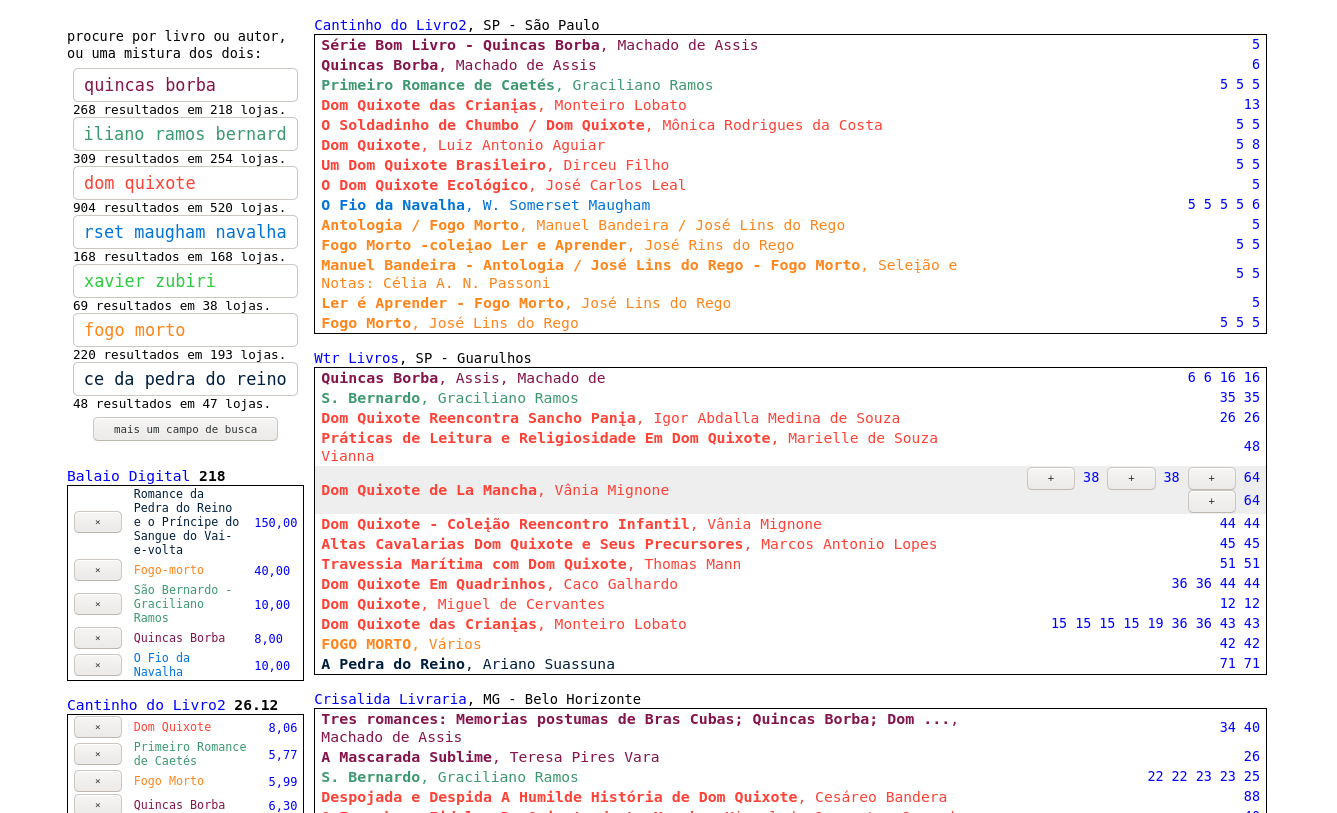 procure por livro ou autor,
ou uma mistura dos dois:
quincas borba
268 resultados em 218 lojas.
iliano ramos bernard
309 resultados em 254 lojas.
dom quixote
904 resultados em 520 lojas.
rset maugham navalha
168 resultados em 168 lojas.
xavier zubiri
69 resultados em 38 lojas.
fogo morto
220 resultados em 193 lojas.
ce da pedra do reino
48 resultados em 47 lojas.
mais um campo de busca
Balaio Digital 218
× Romance da
Pedra do Reino
e o Príncipe do 150,00
Sangue do Vai-
e-volta
× Fogo-morto 40,00
São Bernardo -
× Graciliano 10,00
Ramos
× Quincas Borba 8,00
× O Fio da 10,00
Navalha
Cantinho do Livro2 26.12
× Dom Quixote 8,06
× Primeiro Romance 5,77
de Caetés
× Fogo Morto 5,99
× Quincas Borba 6,30
Cantinho do Livro2, SP - São Paulo
Série Bom Livro - Quincas Borba, Machado de Assis 5
Quincas Borba, Machado de Assis 6
Primeiro Romance de Caetés, Graciliano Ramos 5 5 5
Dom Quixote das Crianįas, Monteiro Lobato 13
O Soldadinho de Chumbo / Dom Quixote, Mônica Rodrigues da Costa 5 5
Dom Quixote, Luiz Antonio Aguiar 5 8
Um Dom Quixote Brasileiro, Dirceu Filho 5 5
O Dom Quixote Ecológico, José Carlos Leal 5
O Fio da Navalha, W. Somerset Maugham 5 5 5 5 6
Antologia / Fogo Morto, Manuel Bandeira / José Lins do Rego 5
Fogo Morto -coleįao Ler e Aprender, José Rins do Rego 5 5
Manuel Bandeira - Antologia / José Lins do Rego - Fogo Morto, Seleįão e
Notas: Célia A. N. Passoni 5 5
Ler é Aprender - Fogo Morto, José Lins do Rego 5
Fogo Morto, José Lins do Rego 5 5 5
Wtr Livros, SP - Guarulhos
Quincas Borba, Assis, Machado de 6 6 16 16
S. Bernardo, Graciliano Ramos 35 35
Dom Quixote Reencontra Sancho Panįa, Igor Abdalla Medina de Souza 26 26
Práticas de Leitura e Religiosidade Em Dom Quixote, Marielle de Souza
Vianna 48
Dom Quixote de La Mancha, Vânia Mignone + 38 + 38 + 64
+ 64
Dom Quixote - Coleįão Reencontro Infantil, Vânia Mignone 44 44
Altas Cavalarias Dom Quixote e Seus Precursores, Marcos Antonio Lopes 45 45
Travessia Marítima com Dom Quixote, Thomas Mann 51 51
Dom Quixote Em Quadrinhos, Caco Galhardo 36 36 44 44
Dom Quixote, Miguel de Cervantes 12 12
Dom Quixote das Crianįas, Monteiro Lobato 15 15 15 15 19 36 36 43 43
FOGO MORTO, Vários 42 42
A Pedra do Reino, Ariano Suassuna 71 71
Crisalida Livraria, MG - Belo Horizonte
Tres romances: Memorias postumas de Bras Cubas; Quincas Borba; Dom ...,
Machado de Assis 34 40
A Mascarada Sublime, Teresa Pires Vara 26
S. Bernardo, Graciliano Ramos 22 22 23 23 25
Despojada e Despida A Humilde História de Dom Quixote, Cesáreo Bandera 88